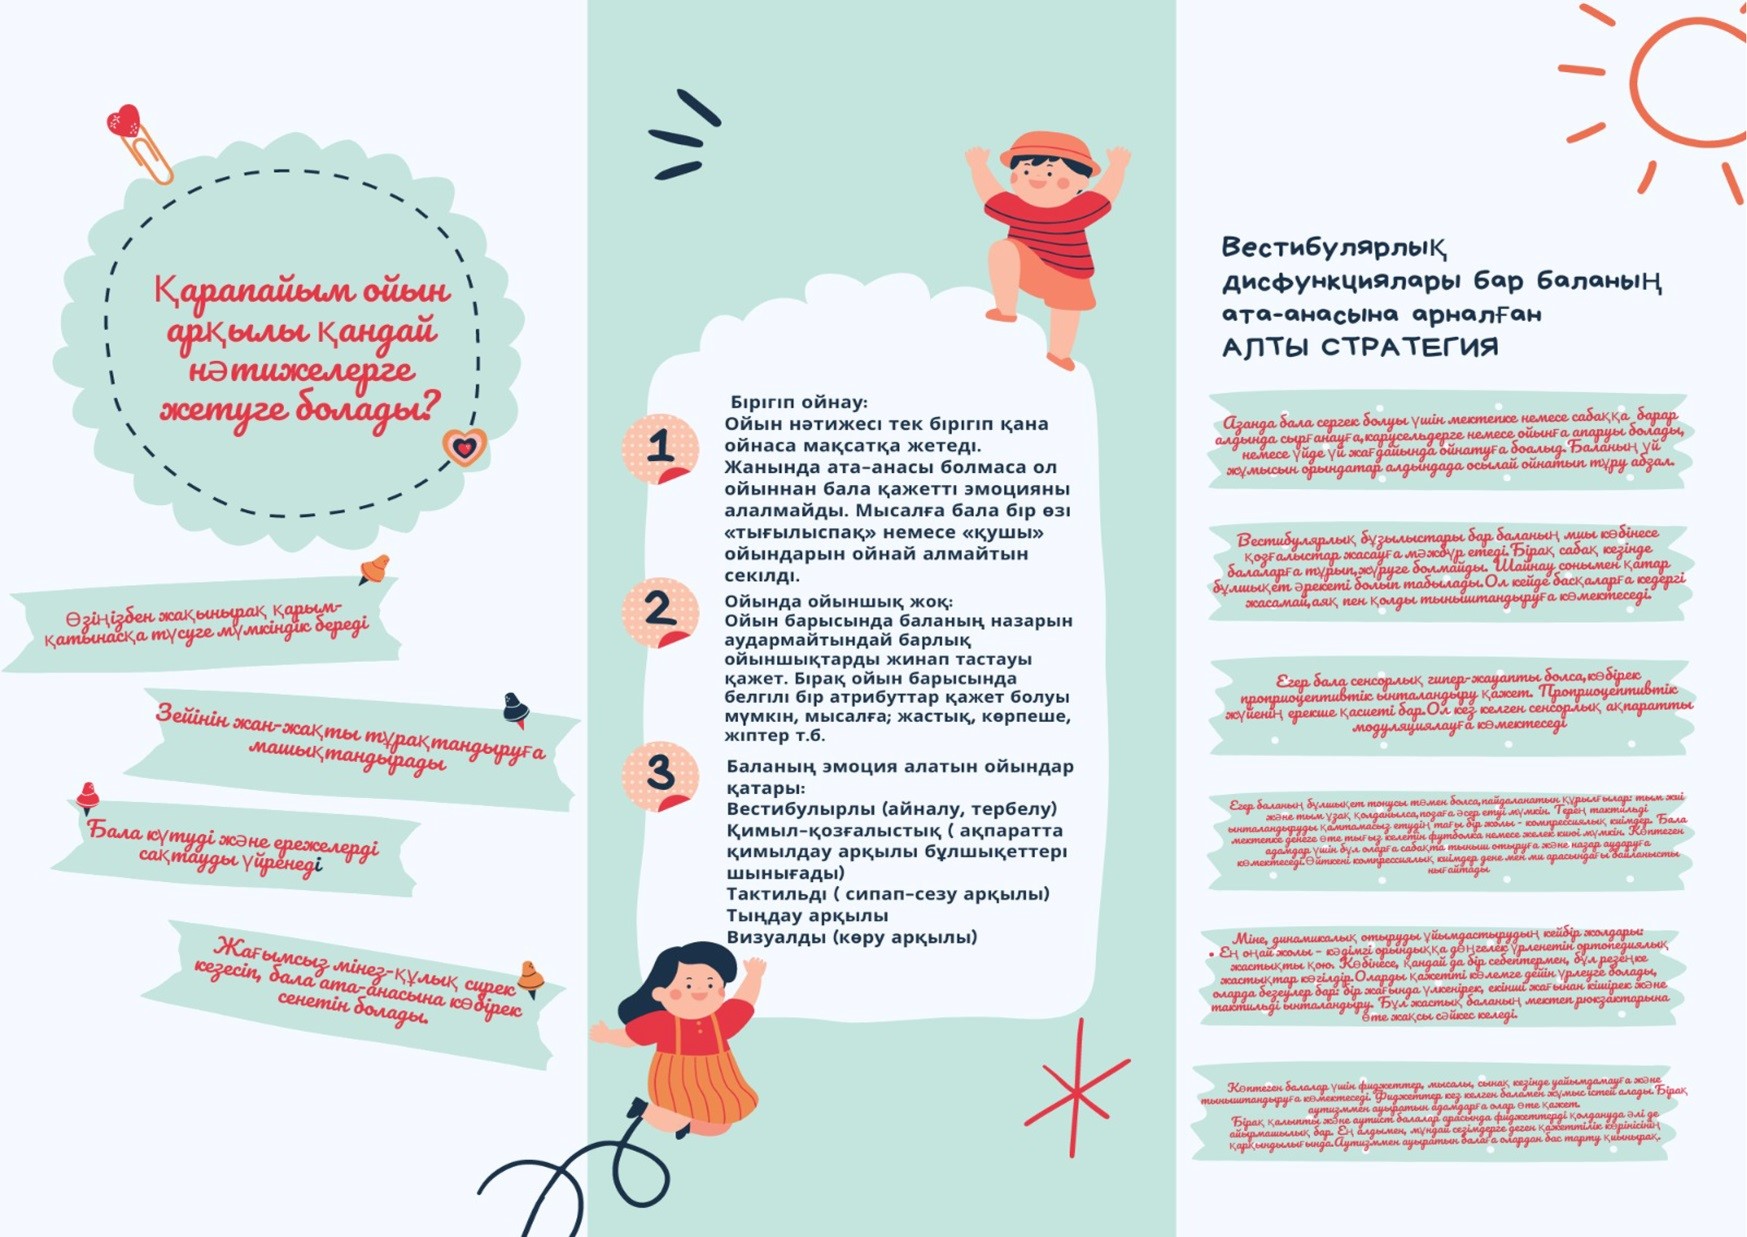 Қарапайым ойын
арқылы қандай
нәтижелерге
жетуге болады?
Өзіңізбен жақынырақ қарым-
қатынасқа түсуге мүмкіндік береді
Зейінін жан-жақты тұрақтандыруға
машықтандырады
Бала күтуді және ережелерді
сақтауды үйренеді
Жағымсыз мінез-құлық сирек
кезесіп, бала ата-анасына көбірек
сенетін болады.
1
Бірігіп ойнау:
Ойын нәтижесі тек бірігіп қана
ойнаса мақсатқа жетеді.
Жанында ата-анасы болмаса ол
ойыннан бала қажетті эмоцияны
алалмайды. Мысалға бала бір өзі
«тығылыспақ» немесе «құшы»
ойындарын ойнай алмайтын
секілді.
2
Ойында ойыншық жоқ:
Ойын барысында баланың назарын
аудармайтындай барлық
ойыншықтарды жинап тастауы
қажет. Бірақ ойын барысында
белгілі бір атрибуттар қажет болуы
мүмкін, мысалға; жастық, көрпеше,
жіптер т.б.
3
Баланың эмоция алатын ойындар
қатары:
Вестибулырлы (айналу, тербелу)
Қимыл-қозғалыстық ( ақпаратта
қимылдау арқылы бұлшықеттері
шынығады)
Тактильді ( сипап-сезу арқылы)
Тыңдау арқылы
Визуалды (көру арқылы)
Вестибулярлық
дисфункциялары бар баланың
ата-анасына арналған
АЛТЫ СТРАТЕГИЯ
Азанда бала сергек болуы үшін мектепке немесе сабаққа барар
алдында сырғанауға,карусельдерге немесе ойынға апаруы болады,
немесе үйде үй жағдайында ойнатуға боалыд. Баланың үй
жұмысын орындатар алдындада осылай ойнатып тұру абзал.
Вестибулярлық бұзылыстары бар баланың миы көбінесе
қозғалыстар жасауға мәжбүр етеді.Бірақ сабақ кезінде
балаларға тұрып,жүруге болмайды. Шайнау сонымен қатар
бұлшықет әрекеті болып табылады.Ол кейде басқаларға кедергі
жасамай,аяқ пен қолды тыныштандыруға көмектеседі.
Егер бала сенсорлық гипер-жауапты болса,көбірек
проприоцептивтік ынталандыру қажет. Проприоцептивтік
жүйенің ерекше қасиеті бар.Ол кез келген сенсорлық ақпаратты
модуляциялауға көмектеседі
Егер баланың бұлшықет тонусы төмен болса,пайдаланатын құрылғылар: тым жиі
және тым ұзақ қолданылса,позаға әсер етуі мүмкін. Терең тактильді
ынталандыруды қамтамасыз етудің тағы бір жолы - компрессиялық киімдер. Бала
мектепке денеге өте тығыз келетін футболка немесе желек киюі мүмкін. Көптеген
адамдар үшін бұл оларға сабақта тыныш отыруға және назар аударуға
көмектеседі.Өйткені компрессиялық киімдер дене мен ми арасындағы байланысты
нығайтады
Міне, динамикалық отыруды ұйымдастырудың кейбір жолдары:
• Ең оңай жолы - кәдімгі орындыққа дөңгелек үрленетін ортопедиялық
жастықты қою. Көбінесе, қандай да бір себептермен, бұл резеңке
жастықтар көгілдір.Оларды қажетті көлемге дейін үрлеуге болады,
оларда безеулер бар: бір жағында үлкенірек, екінші жағынан кішірек және
тактильді ынталандыру. Бұл жастық баланың мектеп рюкзактарына
өте жақсы сәйкес келеді.
Көптеген балалар үшін фиджеттер, мысалы, сынақ кезінде уайымдамауға және
тыныштандыруға көмектеседі. Фиджеттер кез келген баламен жұмыс істей алады. Бірақ
аутизммен ауыратын адамдарға олар өте қажет.
Бірақ қалыпты және аутист балалар арасында фиджеттерді қолдануда әлі де
айырмашылық бар. Ең алдымен, мұндай сезімдерге деген қажеттілік көрінісінің
қарқындылығында.Аутизммен ауыратын балаға олардан бас тарту қиынырақ.